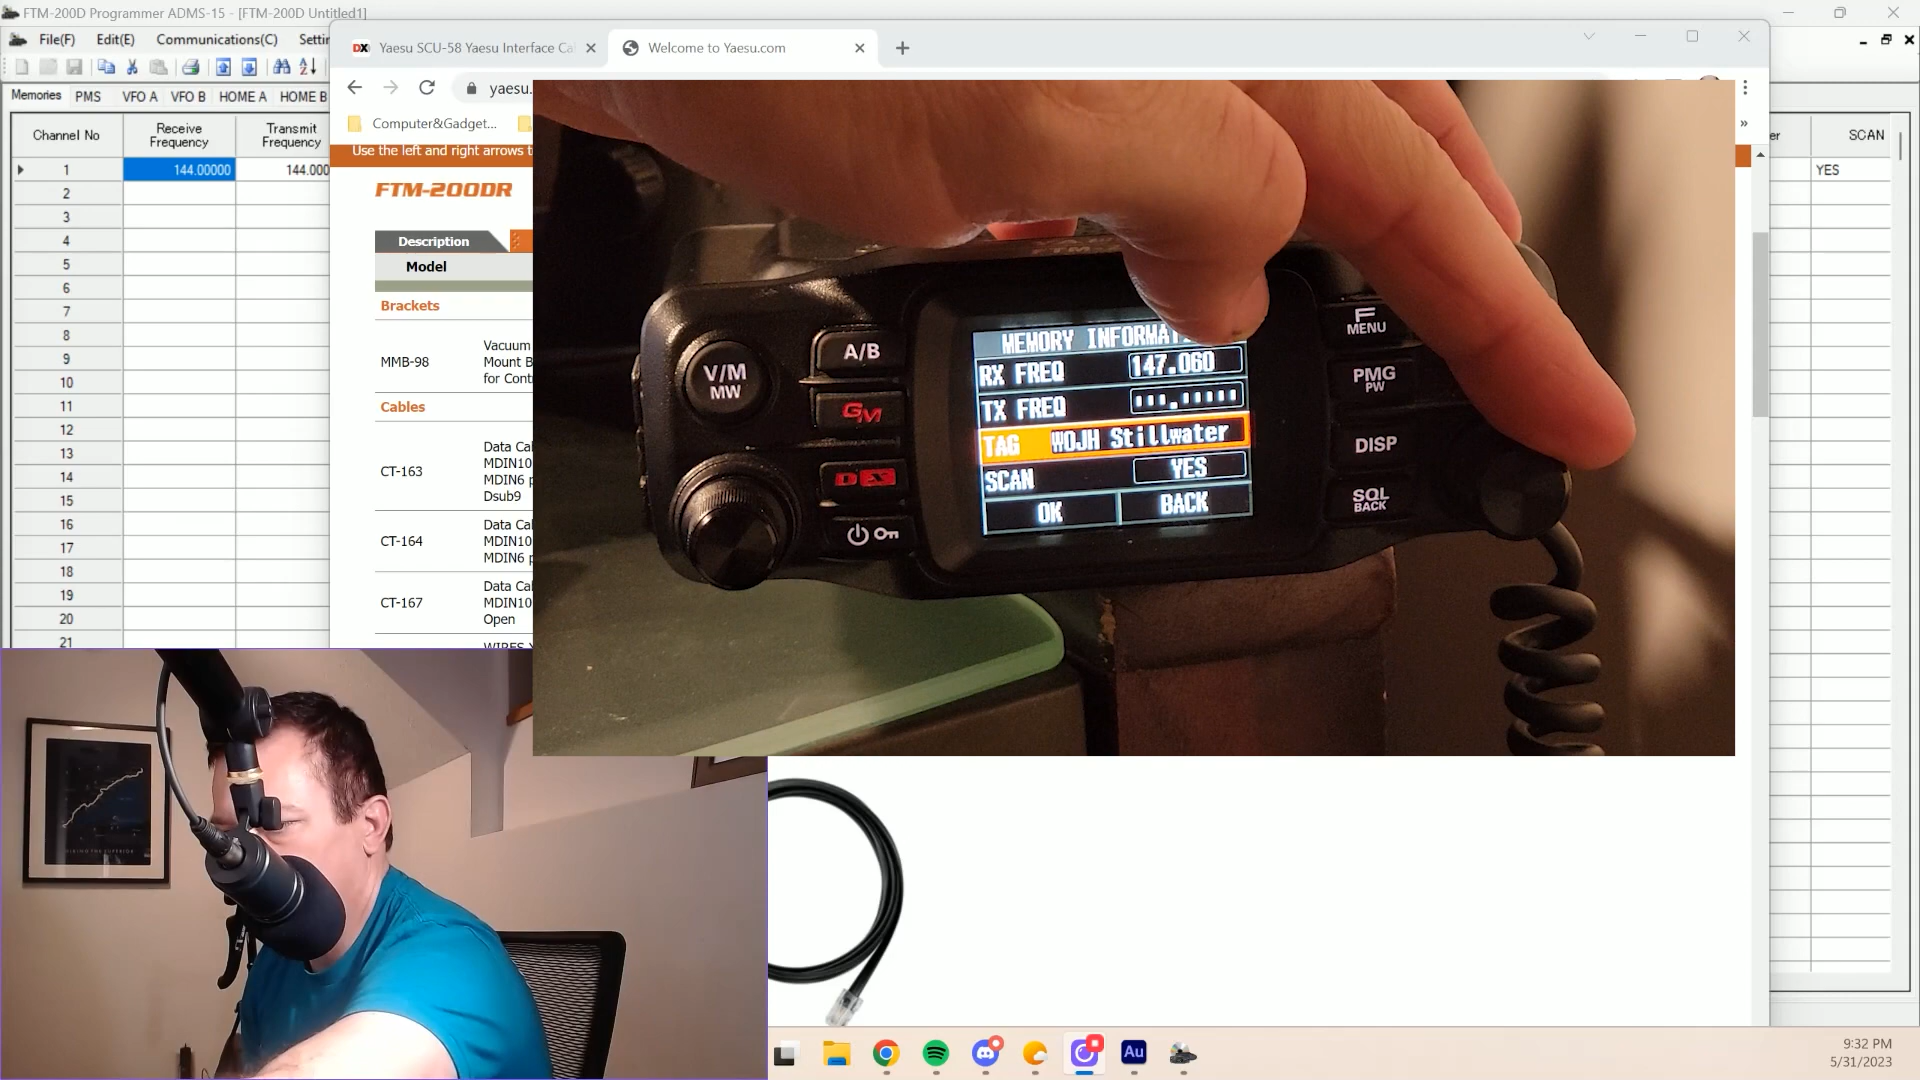 FTM-200D Programmer ADMS-15 - [FTM-200D Untitled1]
File(F) Edit(E) Communications(C)
Memories PMS VFO A VFO B HOME A HOME B
Channel No Receive Frequency Transmit Frequency SCAN
1 144.00000 144.000 YES
2
3
4
5
6
7
8
9
10
11
12
13
14
15
16
17
18
19
20
21
DX Yaesu SCU-58 Yaesu Interface Ca
Welcome to Yaesu.com
yaesu.
Computer&Gadget...
Use the left and right arrows
FTM-200DR
Description
Model
Brackets
MMB-98
Vacuum
Mount B
for Cont
Cables
CT-163
Data Cal
MDIN10
MDIN6 p
Dsub9
CT-164
Data Cal
MDIN10
MDIN6 p
CT-167
Data Cal
MDIN10
Open
V/M
MW
A/B
GM
D
MEMORY
RX FREQ 147.060
TX FREQ ...
TAG W0JH Stillwater
SCAN YES
OK BACK
F
MENU
PMG
PW
DISP
SQL
BACK
Au
9:32 PM
5/31/2023